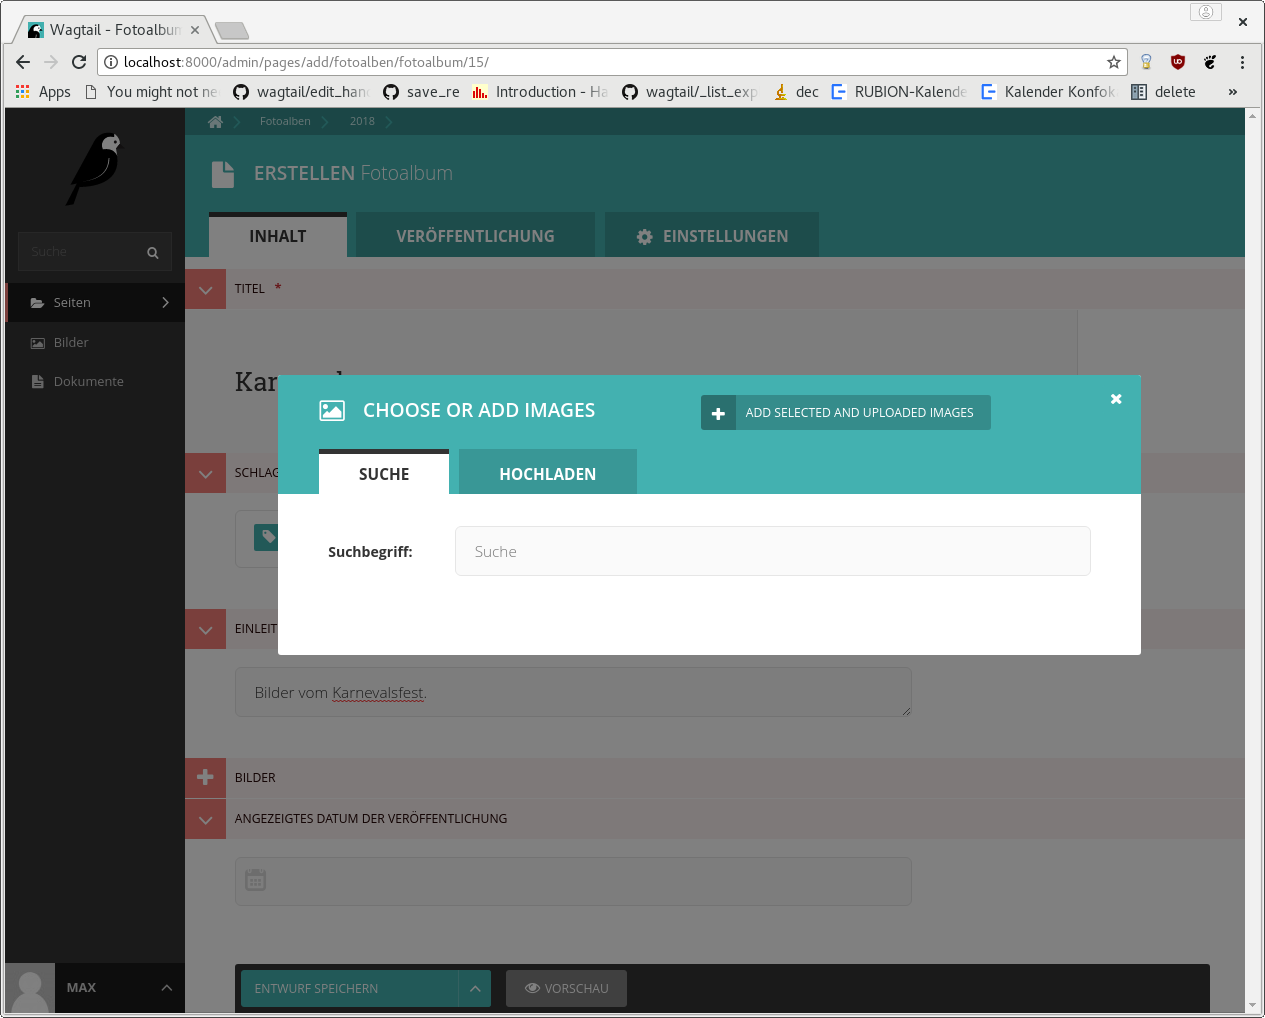 Wagtail - Fotoalbum
localhost:8000/admin/pages/add/fotoalben/fotoalbum/15/
Apps You might not ne wagtail/edit_hand save_re Introduction - Ha wagtail/_list_exp dec RUBION-Kalende Kalender Konfok delete »
Fotoalben 2018
ERSTELLEN Fotoalbum
INHALT VERÖFFENTLICHUNG EINSTELLUNGEN
Suche
TITEL *
Seiten
Bilder
Dokumente
CHOOSE OR ADD IMAGES ADD SELECTED AND UPLOADED IMAGES
SUCHE HOCHLADEN
SCHLAG
Suchbegriff: Suche
EINLEIT
Bilder vom Karnevalsfest.
BILDER
ANGEZEIGTES DATUM DER VERÖFFENTLICHUNG
MAX
ENTWURF SPEICHERN VORSCHAU